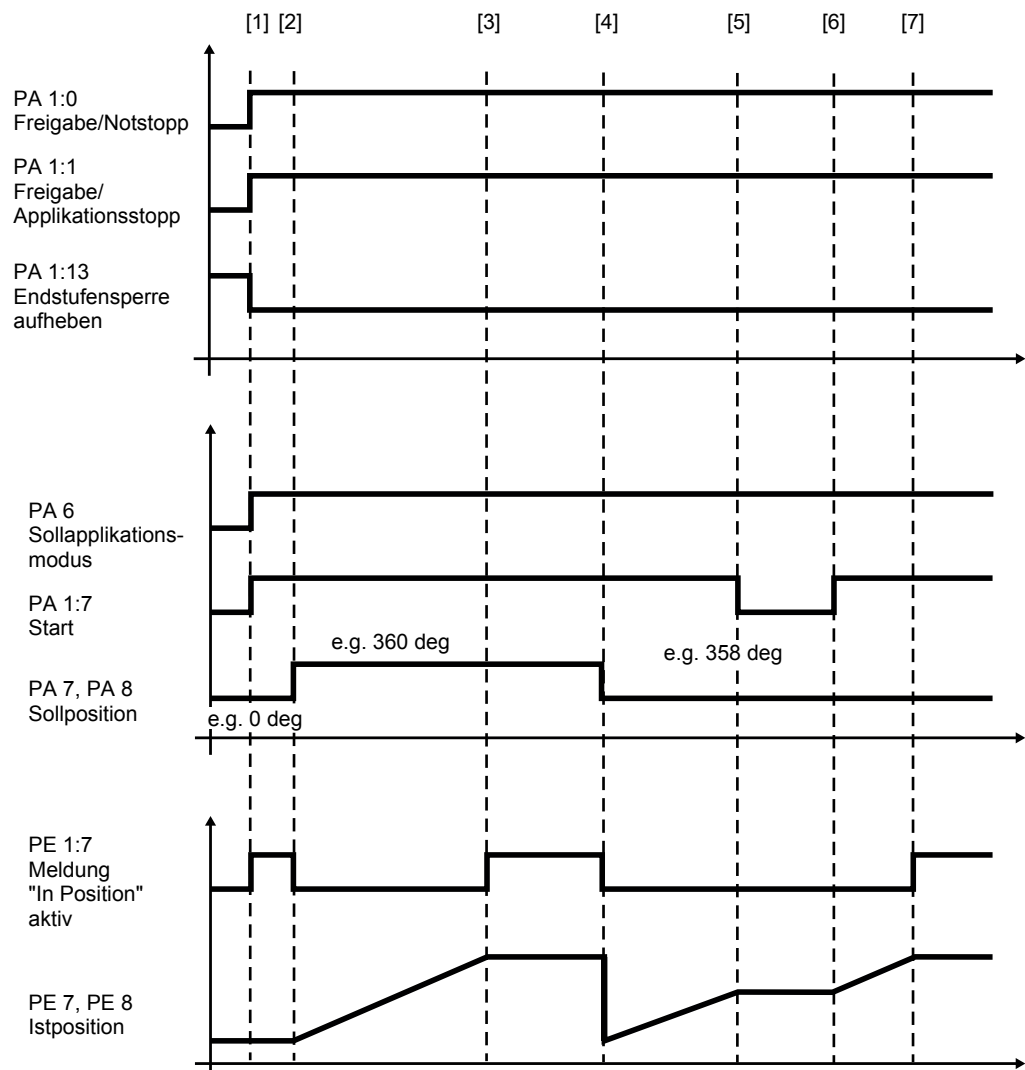 [1] [2] [3] [4] [5] [6] [7]
PA 1:0
Freigabe/Notstopp
PA 1:1
Freigabe/
Applikationsstopp
PA 1:13
Endstufensperre
aufheben
PA 6
Sollapplikations-
modus
PA 1:7
Start
e.g. 360 deg
e.g. 358 deg
PA 7, PA 8
Sollposition
e.g. 0 deg
PE 1:7
Meldung
"In Position"
aktiv
PE 7, PE 8
Istposition